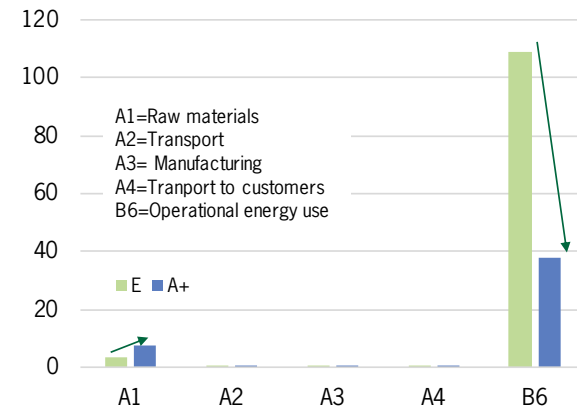 120
100
80
60
40
20
0
A1=Raw materials
A2=Transport
A3= Manufacturing
A4=Tranport to customers
B6=Operational energy use
E A+
A1 A2 A3 A4 B6